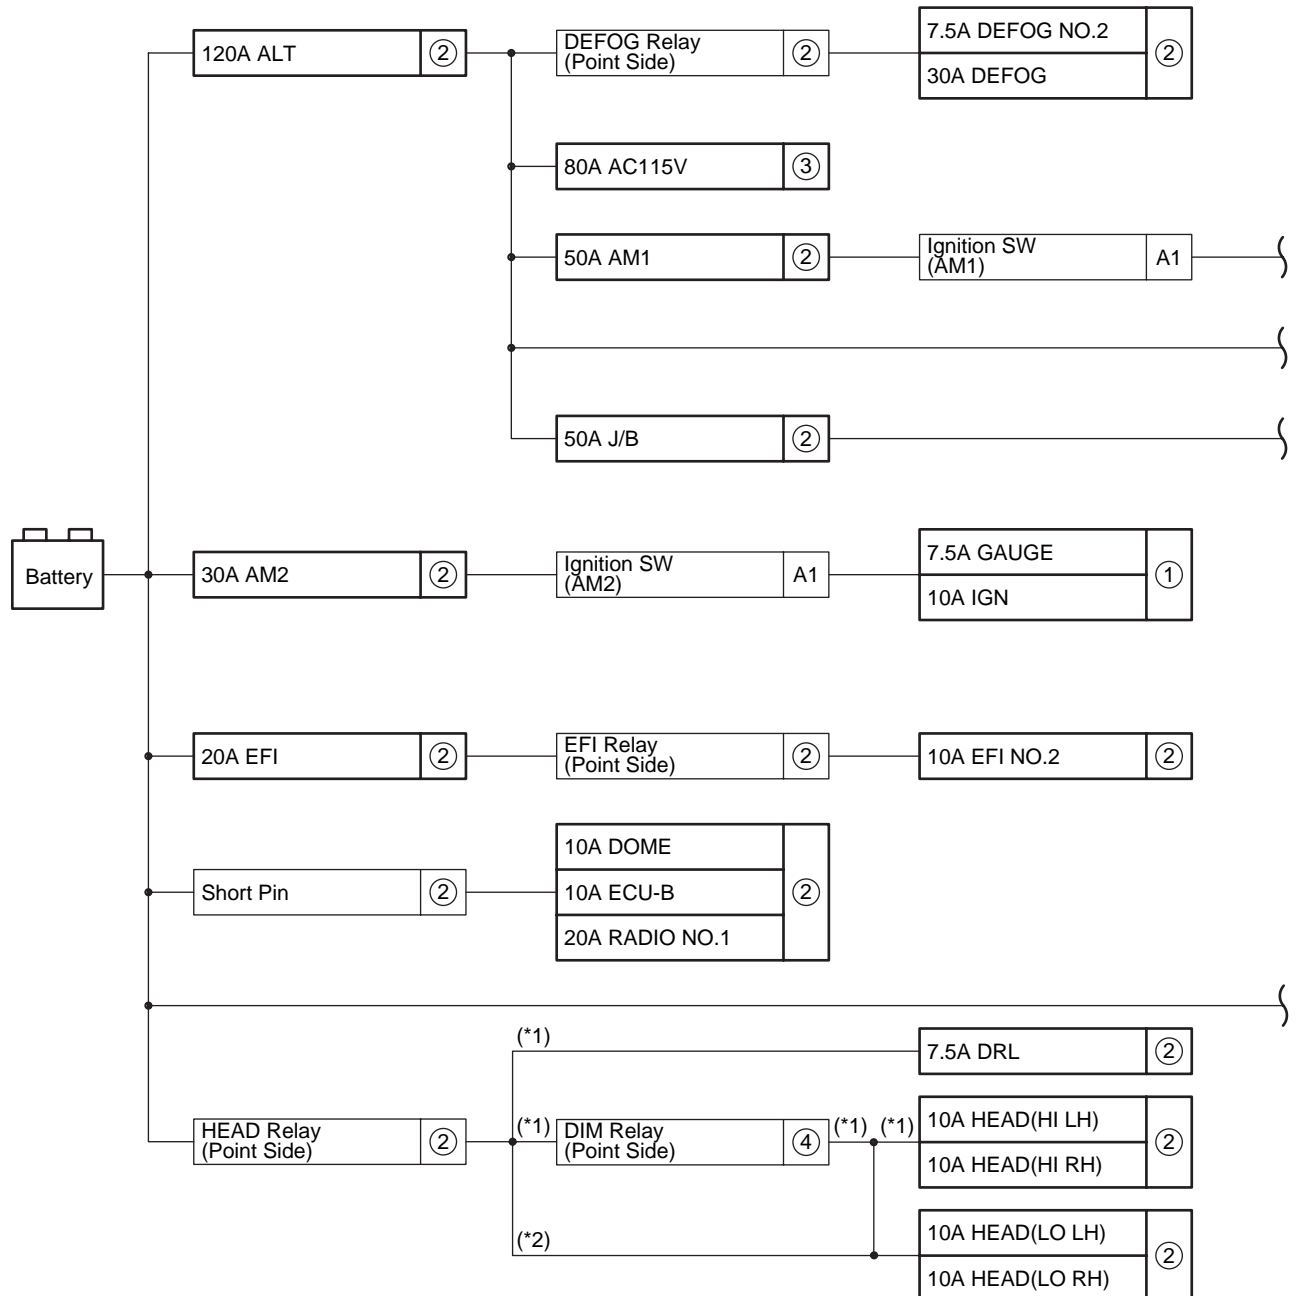 120A ALT
2
DEFOG Relay
(Point Side)
2
7.5A DEFOG NO.2
30A DEFOG
2
80A AC115V
3
50A AM1
2
Ignition SW
(AM1)
A1
50A J/B
2
Battery
30A AM2
2
Ignition SW
(AM2)
A1
7.5A GAUGE
10A IGN
1
20A EFI
2
EFI Relay
(Point Side)
2
10A EFI NO.2
2
Short Pin
2
10A DOME
10A ECU-B
20A RADIO NO.1
2
(*1)
7.5A DRL
2
HEAD Relay
(Point Side)
2
(*1)
DIM Relay
(Point Side)
4
(*1)
(*1)
10A HEAD(HI LH)
10A HEAD(HI RH)
2
(*2)
10A HEAD(LO LH)
10A HEAD(LO RH)
2